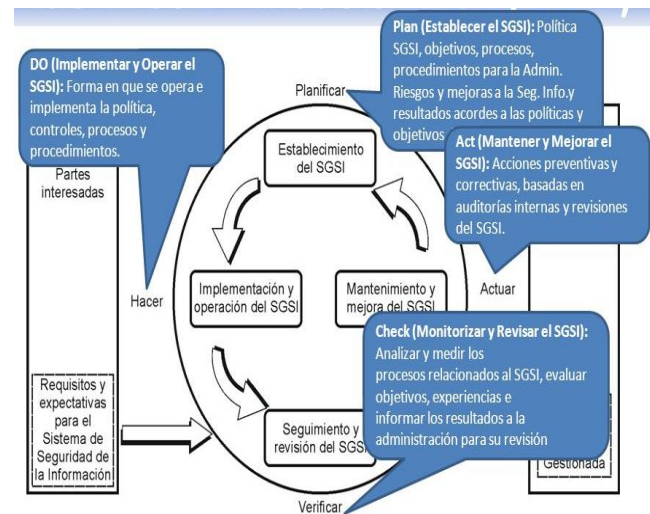 DO (Implementar y Operar el
SGSI): Forma en que se opera e
implementa la política,
controles, procesos y
procedimientos.
Plan (Establecer el SGSI): Política
SGSI, objetivos, procesos,
procedimientos para la Admin.
Riesgos y mejoras a la Seg. Info.y
resultados acordes a las políticas y
objetivos
Act (Mantener y Mejorar el
SGSI): Acciones preventivas y
correctivas, basadas en
auditorías internas y revisiones
del SGSI.
Planificar
Partes
interesadas
Establecimiento
del SGSI
Hacer
Implementación y
operación del SGSI
Mantenimiento y
mejora del SGSI
Actuar
Check (Monitorizar y Revisar el SGSI):
Analizar y medir los
procesos relacionados al SGSI, evaluar
objetivos, experiencias e
informar los resultados a la
administración para su revisión
Requisitos y
expectativas
para el
Sistema de
Seguridad de
la Información
Seguimiento y
revisión del SGSI
Gestionada
Verificar